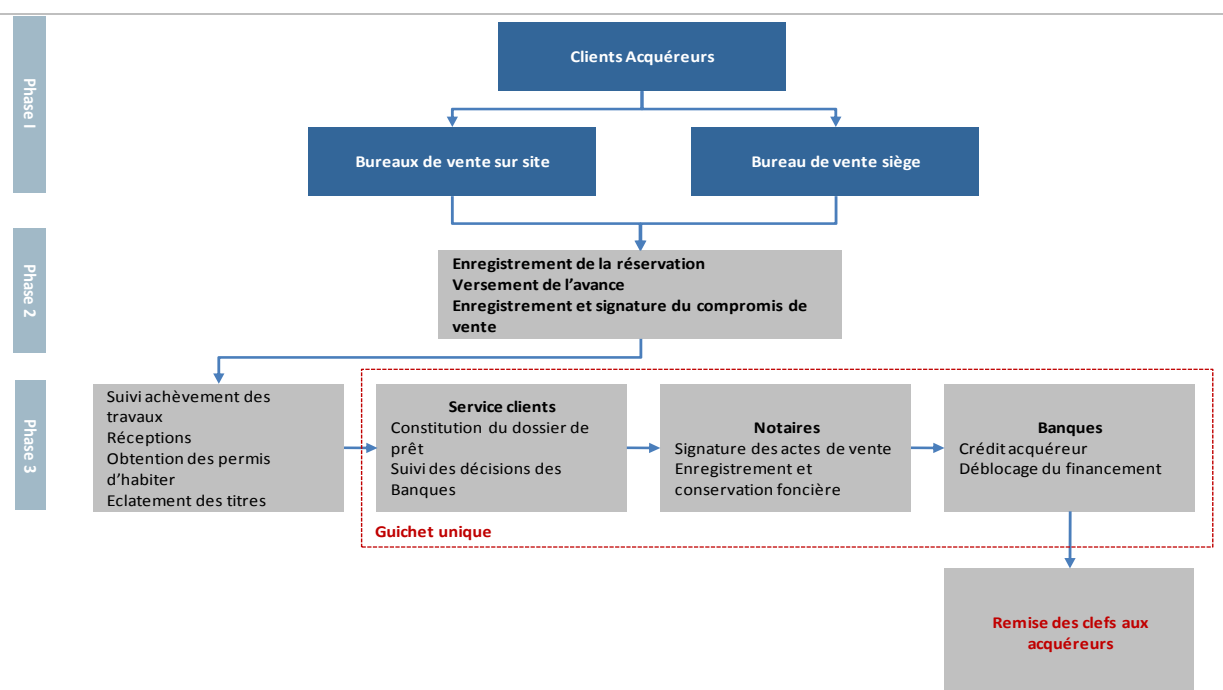 Phase I
Clients Acquéreurs
Bureaux de vente sur site
Bureau de vente siège
Phase 2
Enregistrement de la réservation
Versement de l'avance
Enregistrement et signature du compromis de
vente
Phase 3
Suivi achèvement des
travaux
Réceptions
Obtention des permis
d'habiter
Eclatement des titres
Service clients
Constitution du dossier de
prêt
Suivi des décisions des
Banques
Notaires
Signature des actes de vente
Enregistrement et
conservation foncière
Banques
Crédit acquéreur
Déblocage du financement
Guichet unique
Remise des clefs aux
acquéreurs